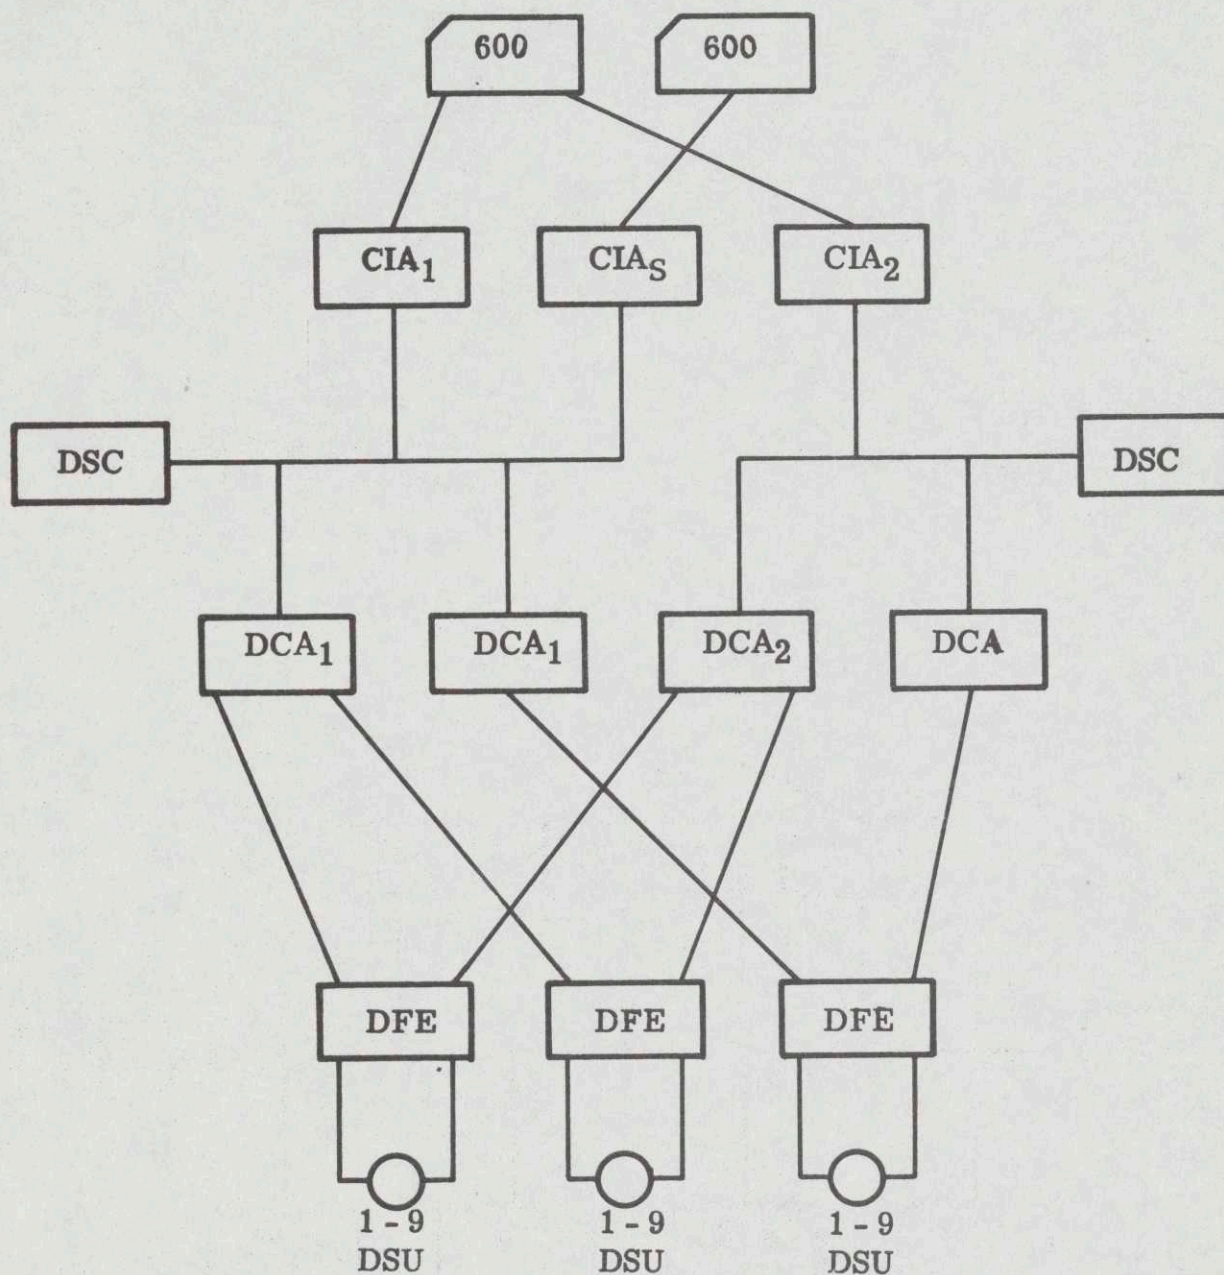 600
600
CIA1
CIAS
CIA2
DSC
DSC
DCA1
DCA1
DCA2
DCA
DFE
DFE
DFE
1 - 9
DSU
1 - 9
DSU
1 - 9
DSU